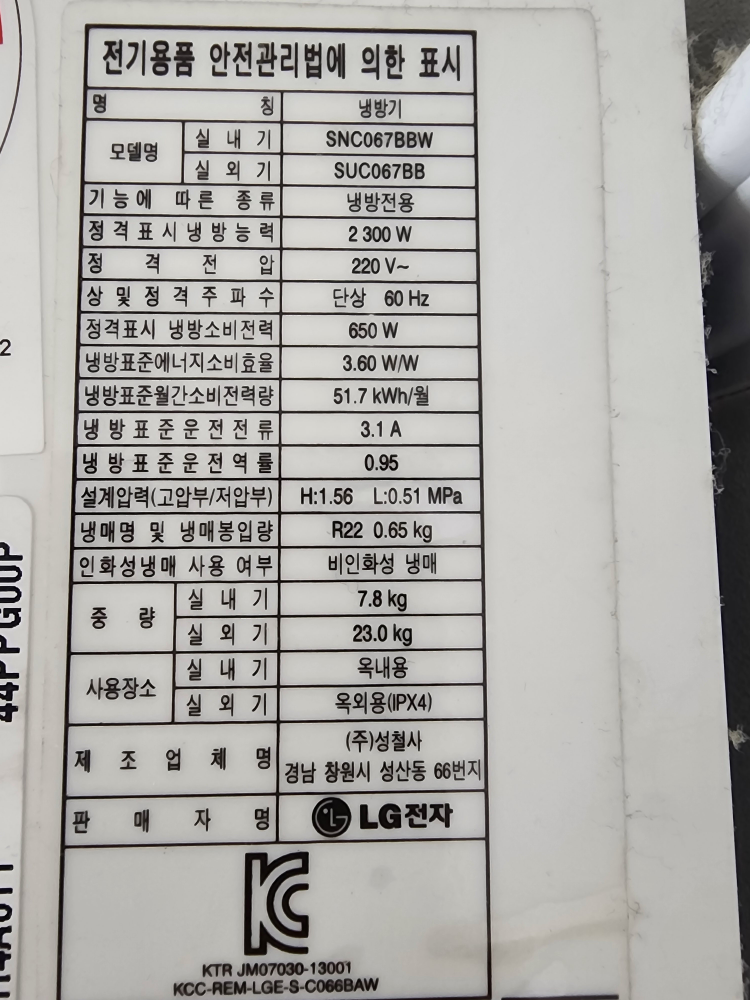 전기용품 안전관리법에 의한 표시
명 칭 냉방기
모델명 실내기 SNC067BBW
실외기 SUC067BB
기능에 따른 종류 냉방전용
정격표시냉방능력 2 300 W
정격전압 220 V~
상 및 정격주파수 단상 60 Hz
정격표시 냉방소비전력 650 W
냉방표준에너지소비효율 3.60 W/W
냉방표준월간소비전력량 51.7 kWh/월
냉방표준운전전류 3.1 A
냉방표준운전역률 0.95
설계압력(고압부/저압부) H:1.56 L:0.51 MPa
냉매명 및 냉매봉입량 R22 0.65 kg
인화성냉매 사용 여부 비인화성 냉매
중 량 실내기 7.8 kg
실외기 23.0 kg
사용장소 실내기 옥내용
실외기 옥외용(IPX4)
제조업체명 (주)성철사
경남 창원시 성산동 66번지
판매자명 LG전자
KTR JM07030-13001
KCC-REM-LGE-S-C066BAW
2
44PPG00P